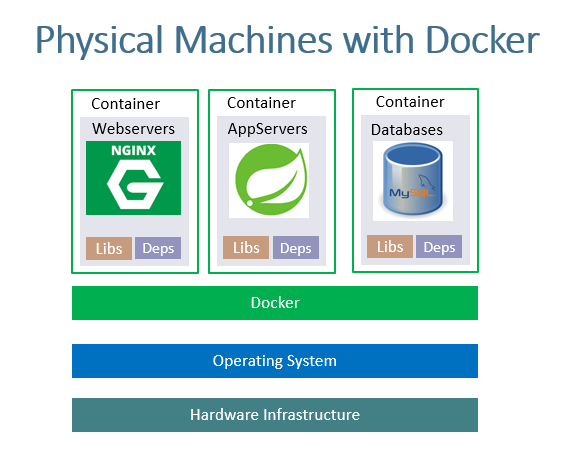 Physical Machines with Docker
Container
Webservers
NGINX
Libs
Deps
Container
AppServers
Libs
Deps
Container
Databases
MySQL
Libs
Deps
Docker
Operating System
Hardware Infrastructure